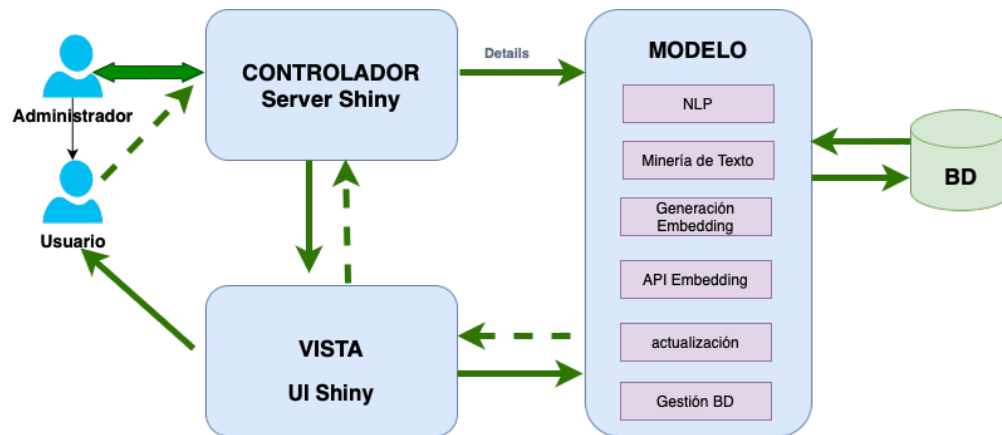 Administrador
Usuario
CONTROLADOR
Server Shiny
Details
VISTA
UI Shiny
MODELO
NLP
Minería de Texto
Generación
Embedding
API Embedding
actualización
Gestión BD
BD